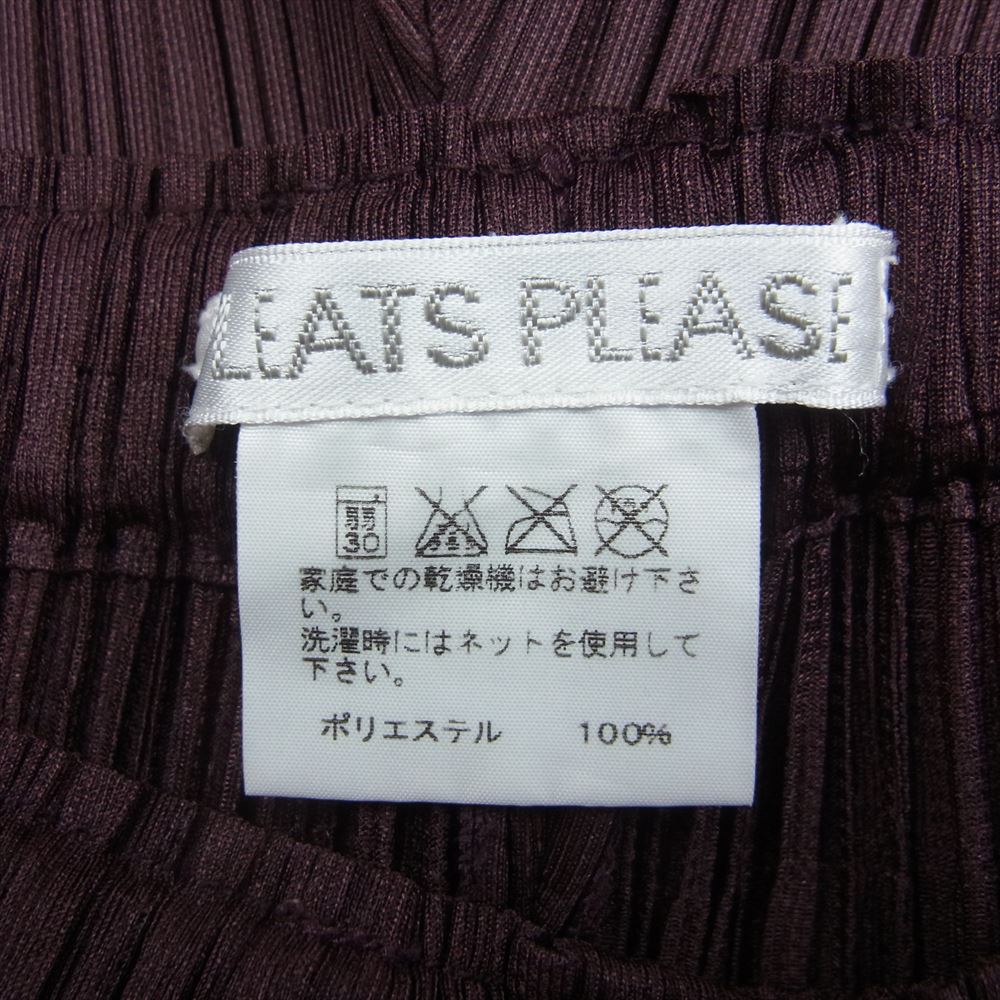 LEATS PLEASE
弱
30
家庭での乾燥機はお避け下さ
い。
洗濯時にはネットを使用して
下さい。
ポリエステル 100%